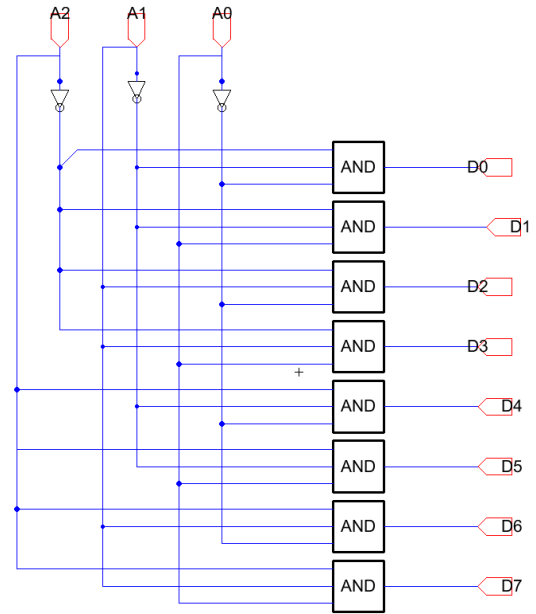 A2 A1 A0
AND D0
AND D1
AND D2
AND D3
AND D4
AND D5
AND D6
AND D7